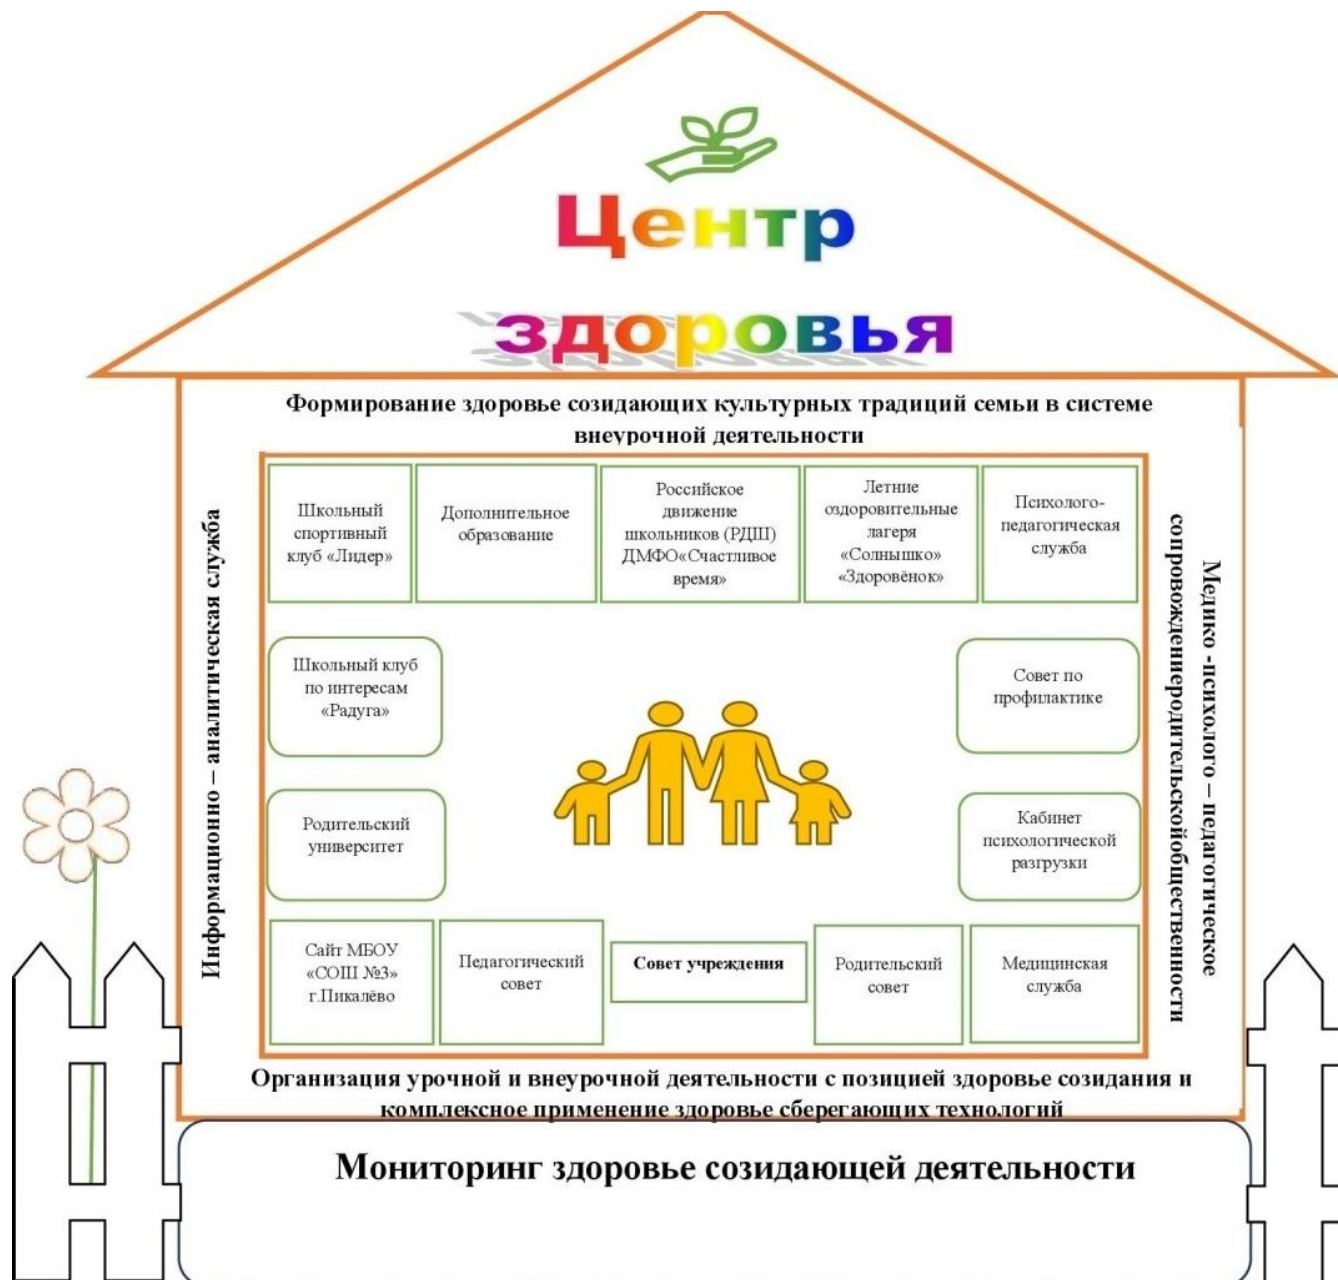 Центр
здоровья
Формирование здоровье созидающих культурных традиций семьи в системе
внеурочной деятельности
Информационно – аналитическая служба
Школьный
спортивный
клуб «Лидер»
Дополнительное
образование
Российское
движение
школьников (РДШ)
ДМФО«Счастливое
время»
Летние
оздоровительные
лагеря
«Солнышко»
«Здоровёнок»
Психолого-
педагогическая
служба
Школьный клуб
по интересам
«Радуга»
Совет по
профилактике
Родительский
университет
Кабинет
психологической
разгрузки
Сайт МБОУ
«СОШ №3»
г.Пикалёво
Педагогический
совет
Совет учреждения
Родительский
совет
Медицинская
служба
Медико -психолого – педагогическое
сопровождениеродительскойобщественности
Организация урочной и внеурочной деятельности с позицией здоровье созидания и
комплексное применение здоровье сберегающих технологий
Мониторинг здоровье созидающей деятельности